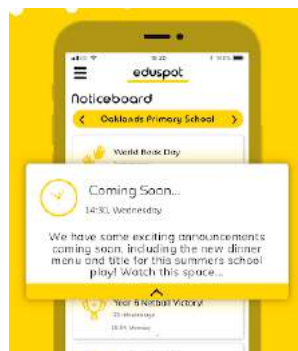 eduspot
Noticeboard
Oaklands Primary School
World Book Day
Coming Soon...
14:30, Wednesday
We have some exciting announcements
coming soon, including the new dinner
menu and title for this summers school
play! Watch this space...
Year 6 Netball Victory!